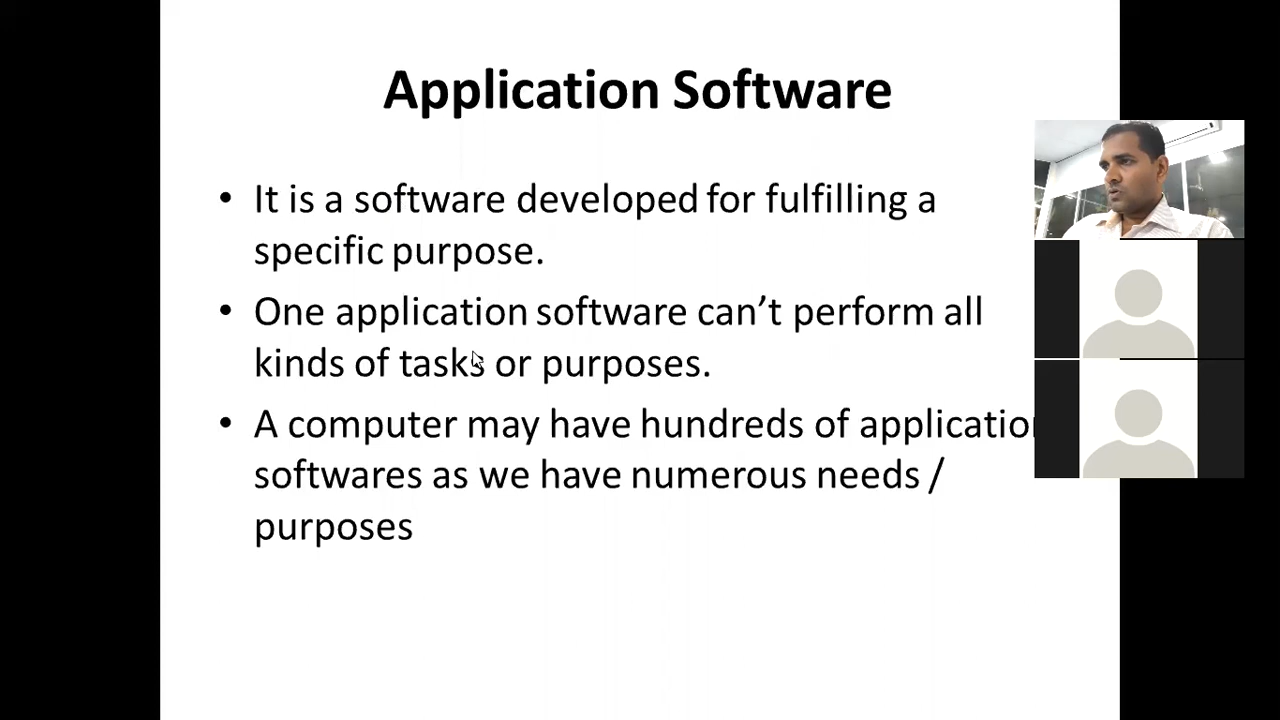 Application Software
• It is a software developed for fulfilling a
specific purpose.
• One application software can’t perform all
kinds of tasks or purposes.
• A computer may have hundreds of application
softwares as we have numerous needs /
purposes